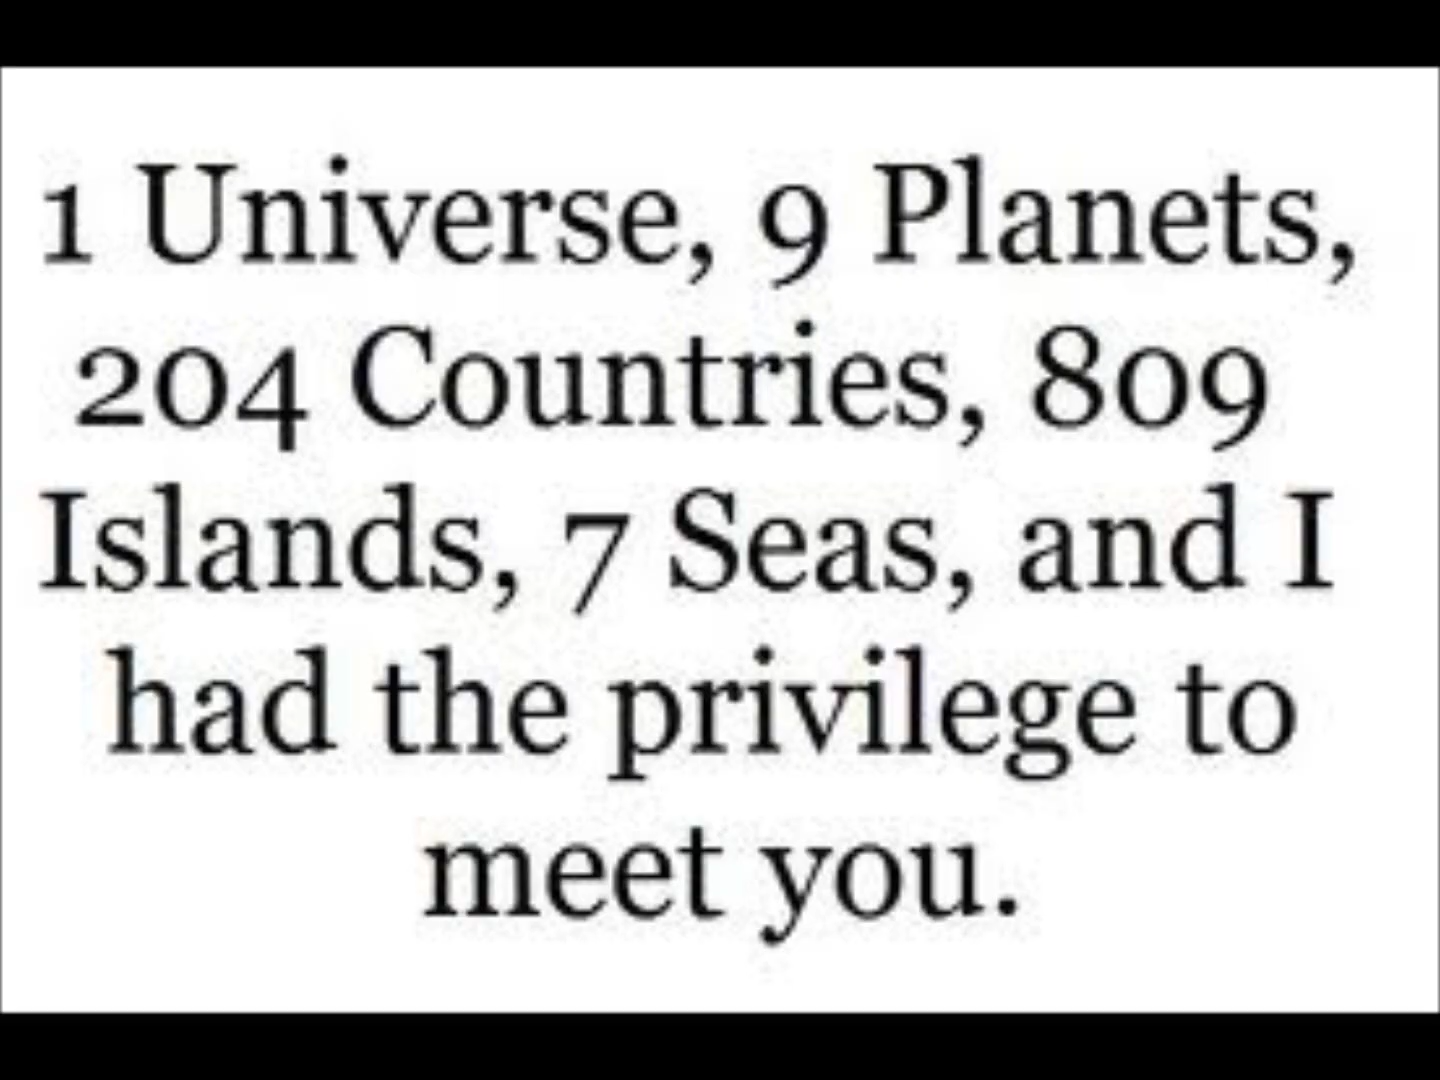 1 Universe, 9 Planets,
204 Countries, 809
Islands, 7 Seas, and I
had the privilege to
meet you.